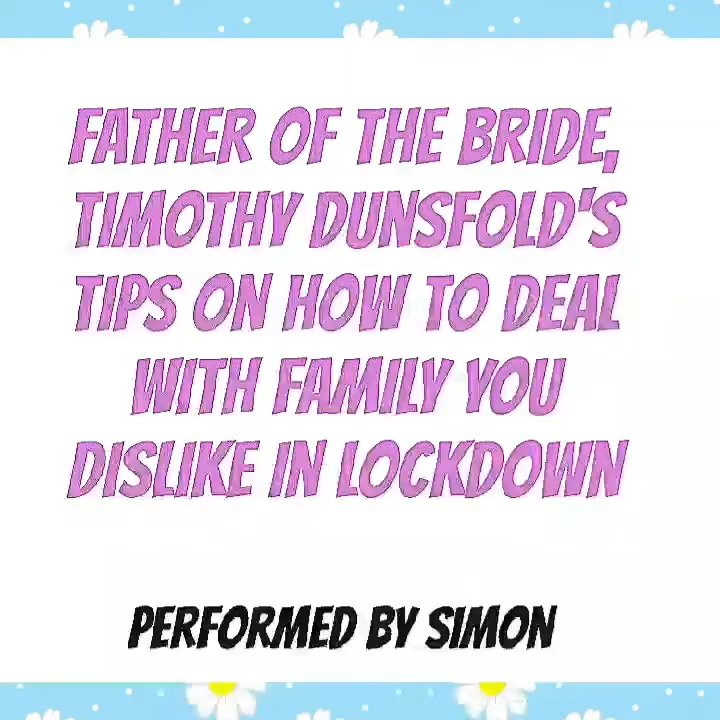 FATHER OF THE BRIDE,
TIMOTHY DUNSFOLD'S
TIPS ON HOW TO DEAL
WITH FAMILY YOU
DISLIKE IN LOCKDOWN
PERFORMED BY SIMON